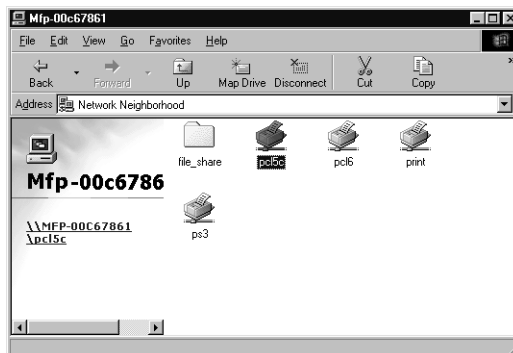 Mfp-00c67861
File Edit View Go Favorites Help
Back Forward Up Map Drive Disconnect Cut Copy
Address Network Neighborhood
file_share pcl5c pcl6 print
Mfp-00c6786
\\MFP-00C67861
\pcl5c
ps3